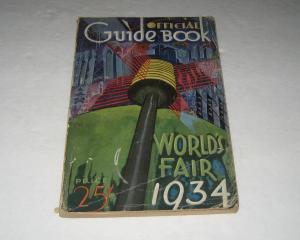 OFFICIAL
GUIDE BOOK
WORLD'S
FAIR
PRICE
25¢ 1934